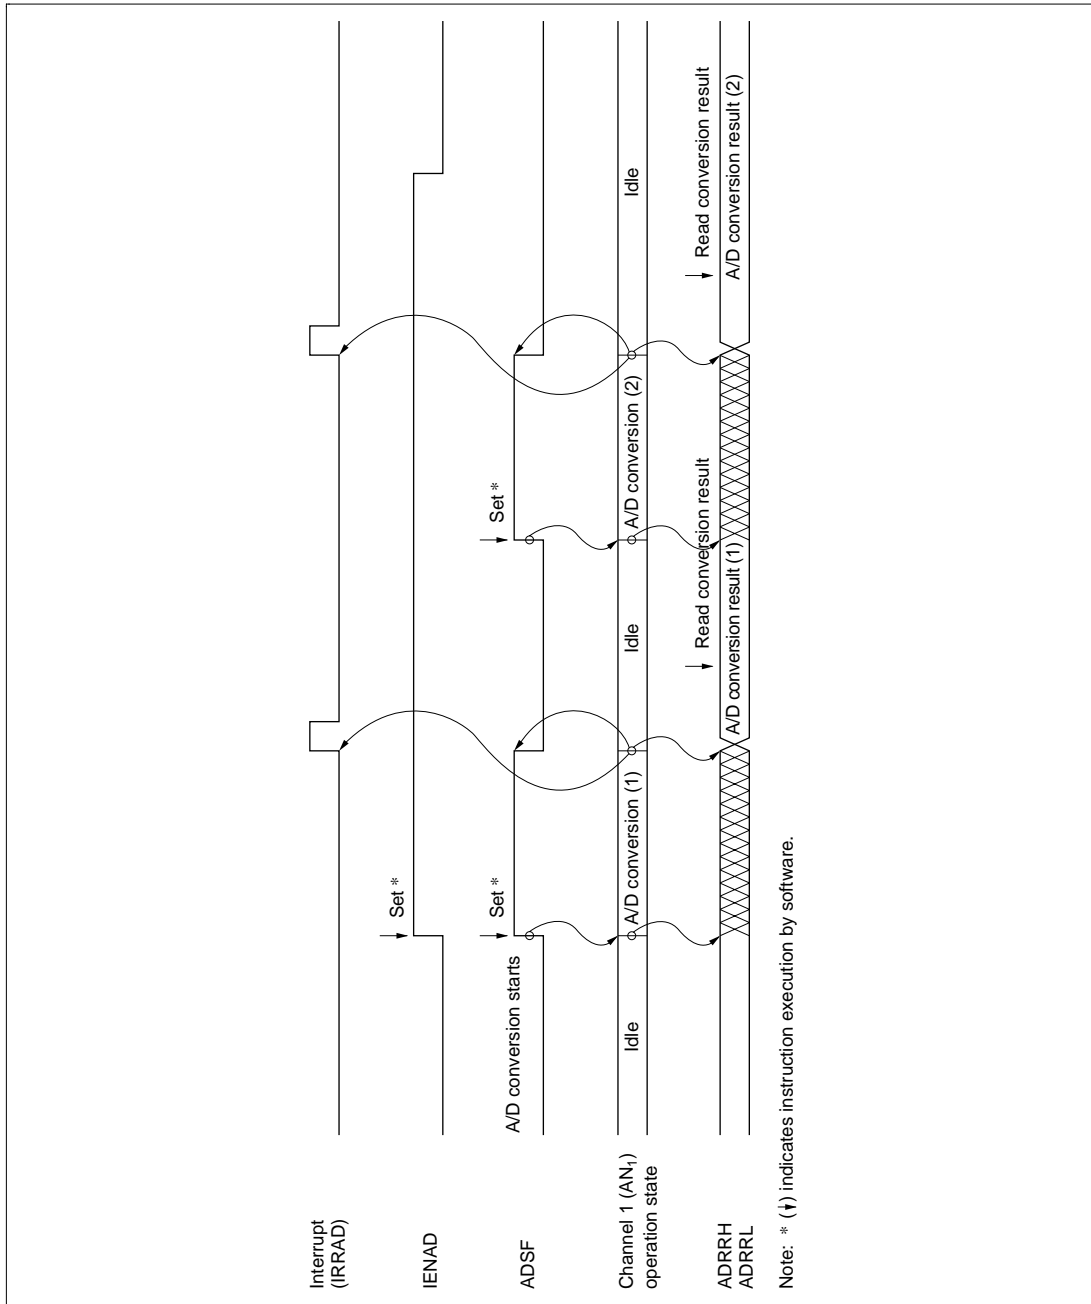 Interrupt
(IRRAD)
IENAD
Set *
ADSF
A/D conversion starts
Set *
Set *
Channel 1 (AN₁)
operation state
Idle
A/D conversion (1)
Idle
A/D conversion (2)
Idle
Read conversion result
Read conversion result
ADRRH
ADRRL
A/D conversion result (1)
A/D conversion result (2)
Note: * (↓) indicates instruction execution by software.